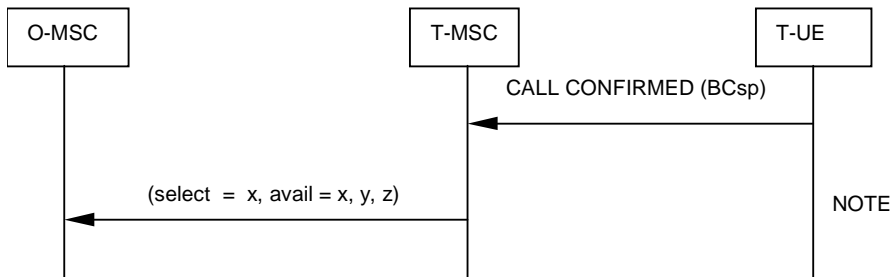 O-MSC
T-MSC
T-UE
CALL CONFIRMED (BCsp)
(select = x, avail = x, y, z)
NOTE